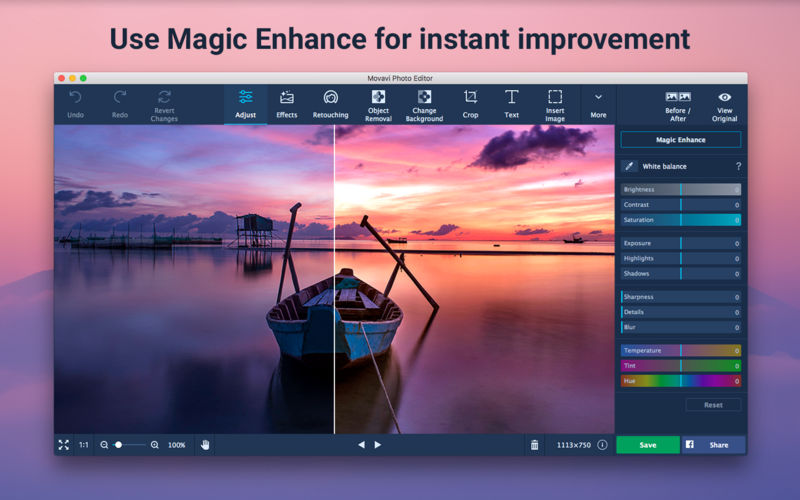 Use Magic Enhance for instant improvement
Movavi Photo Editor
Undo
Redo
Revert
Changes
Adjust
Effects
Retouching
Object
Removal
Change
Background
Crop
Text
Insert
Image
More
Before /
After
View
Original
Magic Enhance
White balance ?
Brightness 0
Contrast 0
Saturation 0
Exposure 0
Highlights 0
Shadows 0
Sharpness 0
Details 0
Blur 0
Temperature 0
Tint 0
Hue 0
Reset
1:1
100%
1113×750
Save
Share